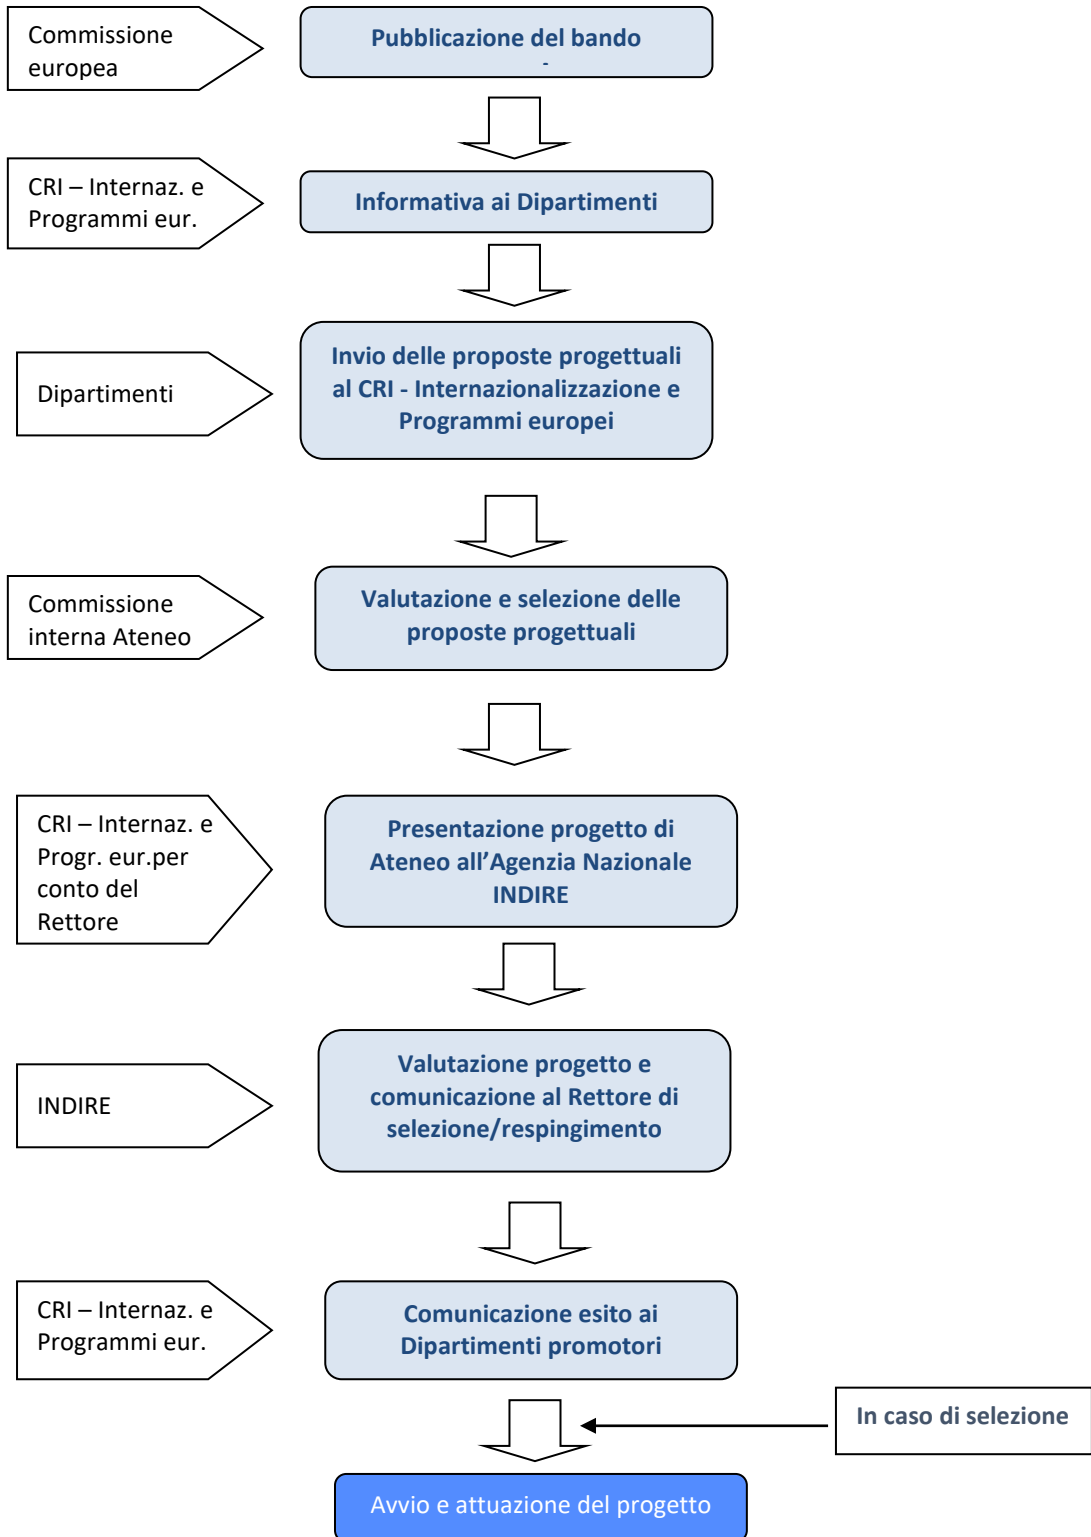 Commissione
europea
Pubblicazione del bando
-
CRI – Internaz. e
Programmi eur.
Informativa ai Dipartimenti
Dipartimenti
Invio delle proposte progettuali
al CRI - Internazionalizzazione e
Programmi europei
Commissione
interna Ateneo
Valutazione e selezione delle
proposte progettuali
CRI – Internaz. e
Progr. eur.per
conto del
Rettore
Presentazione progetto di
Ateneo all’Agenzia Nazionale
INDIRE
INDIRE
Valutazione progetto e
comunicazione al Rettore di
selezione/respingimento
CRI – Internaz. e
Programmi eur.
Comunicazione esito ai
Dipartimenti promotori
In caso di selezione
Avvio e attuazione del progetto